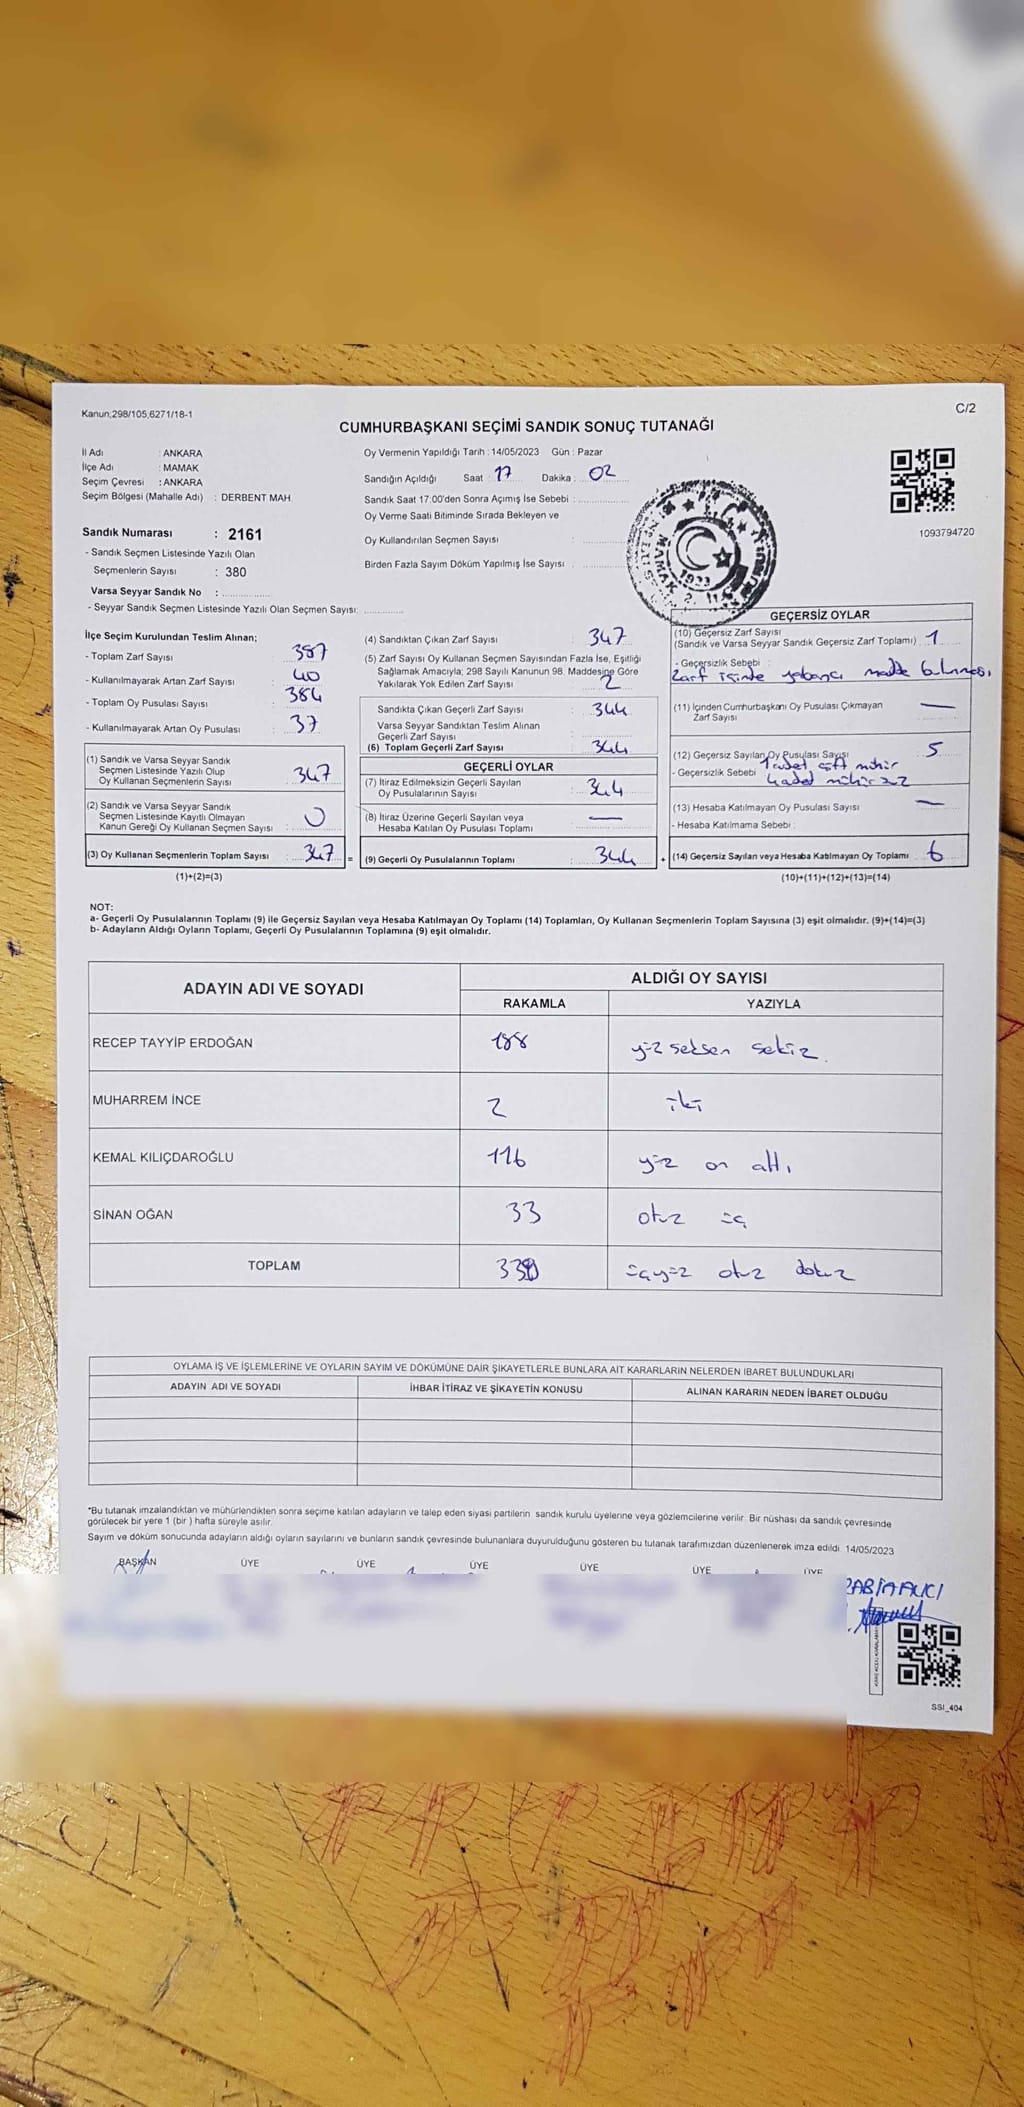 Kanun;298/105,6271/18-1
C/2
CUMHURBAŞKANI SEÇİMİ SANDIK SONUÇ TUTANAĞI
İl Adı : ANKARA
İlçe Adı : MAMAK
Seçim Çevresi : ANKARA
Seçim Bölgesi (Mahalle Adı) : DERBENT MAH.
Sandık Numarası : 2161
- Sandık Seçmen Listesinde Yazılı Olan
Seçmenlerin Sayısı : 380
Varsa Seyyar Sandık No :
- Seyyar Sandık Seçmen Listesinde Yazılı Olan Seçmen Sayısı:
Oy Vermenin Yapıldığı Tarih : 14/05/2023 Gün : Pazar
Sandığın Açıldığı Saat : 17 Dakika : 02
Sandık Saat 17:00'den Sonra Açımış İse Sebebi :
Oy Verme Saati Bitiminde Sırada Bekleyen ve
Oy Kullandırılan Seçmen Sayısı :
Birden Fazla Sayım Döküm Yapılmış İse Sayısı :
1093794720
İlçe Seçim Kurulundan Teslim Alınan;
- Toplam Zarf Sayısı : 387
- Kullanılmayarak Artan Zarf Sayısı : 40
- Toplam Oy Pusulası Sayısı : 384
- Kullanılmayarak Artan Oy Pusulası : 37
(1) Sandık ve Varsa Seyyar Sandık
Seçmen Listesinde Yazılı Olup
Oy Kullanan Seçmenlerin Sayısı : 347
(2) Sandık ve Varsa Seyyar Sandık
Seçmen Listesinde Kayıtlı Olmayan
Kanun Gereği Oy Kullanan Seçmen Sayısı : 0
(3) Oy Kullanan Seçmenlerin Toplam Sayısı : 347 =
(1)+(2)=(3)
(4) Sandıktan Çıkan Zarf Sayısı : 347
(5) Zarf Sayısı Oy Kullanan Seçmen Sayısından Fazla İse, Eşitliği
Sağlamak Amacıyla; 298 Sayılı Kanunun 98. Maddesine Göre
Yakılarak Yok Edilen Zarf Sayısı : 2
Sandıkta Çıkan Geçerli Zarf Sayısı : 344
Varsa Seyyar Sandıktan Teslim Alınan
Geçerli Zarf Sayısı :
(6) Toplam Geçerli Zarf Sayısı : 344
GEÇERLİ OYLAR
(7) İtiraz Edilmeksizin Geçerli Sayılan
Oy Pusulalarının Sayısı : 344
(8) İtiraz Üzerine Geçerli Sayılan veya
Hesaba Katılan Oy Pusulası Toplamı : —
(9) Geçerli Oy Pusulalarının Toplamı : 344 +
GEÇERSİZ OYLAR
(10) Geçersiz Zarf Sayısı
(Sandık ve Varsa Seyyar Sandık Geçersiz Zarf Toplamı) : 1
- Geçersizlik Sebebi :
Zarf içinde yabancı madde bulunması
(11) İçinden Cumhurbaşkanı Oy Pusulası Çıkmayan
Zarf Sayısı —
(12) Geçersiz Sayılan Oy Pusulası Sayısı 5
- Geçersizlik Sebebi 1 adet çift mühür
4 adet mühürsüz
(13) Hesaba Katılmayan Oy Pusulası Sayısı —
- Hesaba Katılmama Sebebi :
(14) Geçersiz Sayılan veya Hesaba Katılmayan Oy Toplamı 6
(10)+(11)+(12)+(13)=(14)
NOT:
a- Geçerli Oy Pusulalarının Toplamı (9) ile Geçersiz Sayılan veya Hesaba Katılmayan Oy Toplamı (14) Toplamları, Oy Kullanan Seçmenlerin Toplam Sayısına (3) eşit olmalıdır. (9)+(14)=(3)
b- Adayların Aldığı Oyların Toplamı, Geçerli Oy Pusulalarının Toplamına (9) eşit olmalıdır.
ADAYIN ADI VE SOYADI ALDIĞI OY SAYISI
RAKAMLA YAZIYLA
RECEP TAYYİP ERDOĞAN 188 yüz seksen sekiz
MUHARREM İNCE 2 iki
KEMAL KILIÇDAROĞLU 116 yüz on altı
SİNAN OĞAN 33 otuz üç
TOPLAM 339 üçyüz otuz dokuz
OYLAMA İŞ VE İŞLEMLERİNE VE OYLARIN SAYIM VE DÖKÜMÜNE DAİR ŞİKAYETLERLE BUNLARA AİT KARARLARIN NELERDEN İBARET BULUNDUKLARI
ADAYIN ADI VE SOYADI İHBAR İTİRAZ VE ŞİKAYETİN KONUSU ALINAN KARARIN NEDEN İBARET OLDUĞU
*Bu tutanak imzalandıktan ve mühürlendikten sonra seçime katılan adayların ve talep eden siyasi partilerin sandık kurulu üyelerine veya gözlemcilerine verilir. Bir nüshası da sandık çevresinde
görülecek bir yere 1 (bir ) hafta süreyle asılır.
Sayım ve döküm sonucunda adayların aldığı oyların sayılarını ve bunların sandık çevresinde bulunanlara duyurulduğunu gösteren bu tutanak tarafımızdan düzenlenerek imza edildi. 14/05/2023
BAŞKAN ÜYE ÜYE ÜYE ÜYE ÜYE ÜYE
SSI_404